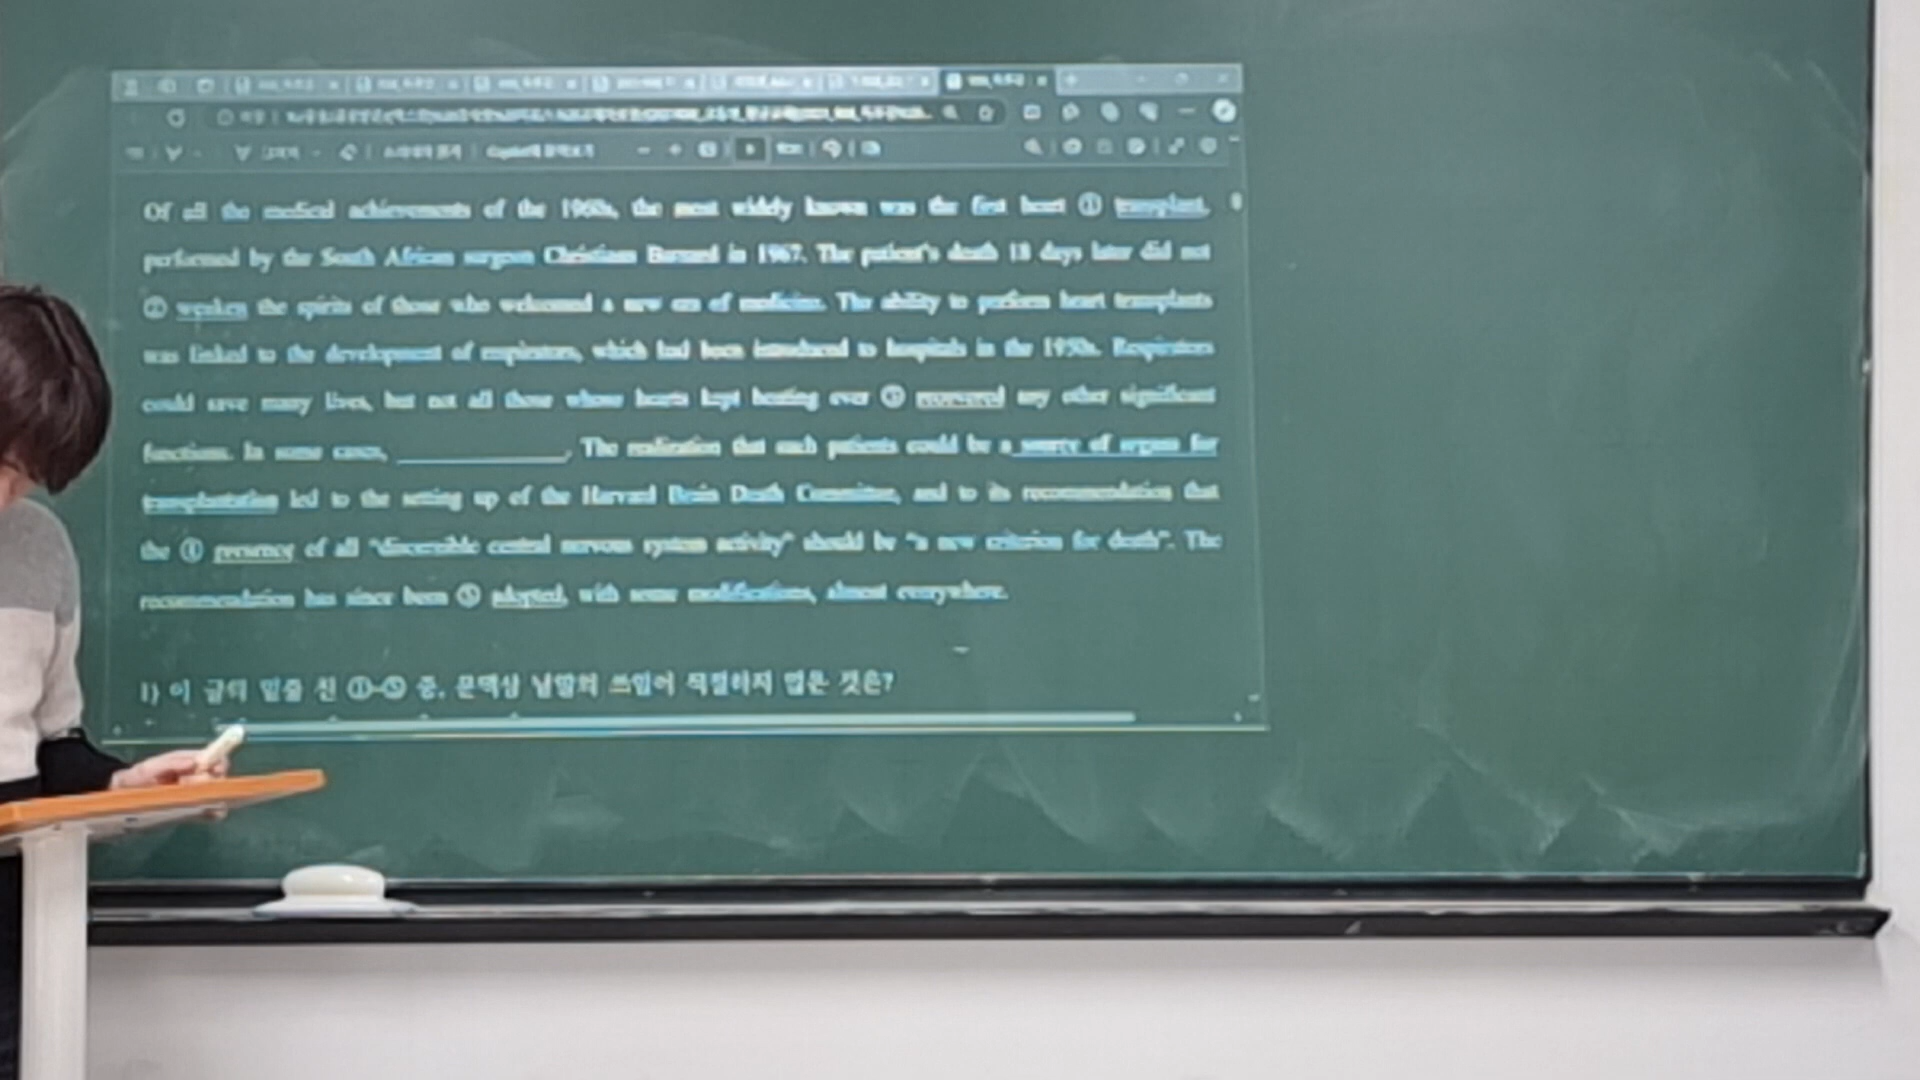 Of all the medical achievements of the 1960s, the most widely known was the first heart ① transplant,
performed by the South African surgeon Christiaan Barnard in 1967. The patient's death 18 days later did not
② weaken the spirits of those who welcomed a new era of medicine. The ability to perform heart transplants
was linked to the development of respirators, which had been introduced to hospitals in the 1950s. Respirators
could save many lives, but not all those whose hearts kept beating ever ③ recovered any other significant
functions. In some cases, ____________. The realization that such patients could be a source of organs for
transplantation led to the setting up of the Harvard Brain Death Committee, and to its recommendation that
the ④ presence of all “discernible central nervous system activity” should be “a new criterion for death”. The
recommendation has since been ⑤ adopted, with some modifications, almost everywhere.
1) 이 글의 밑줄 친 ①~⑤ 중, 문맥상 낱말의 쓰임이 적절하지 않은 것은?